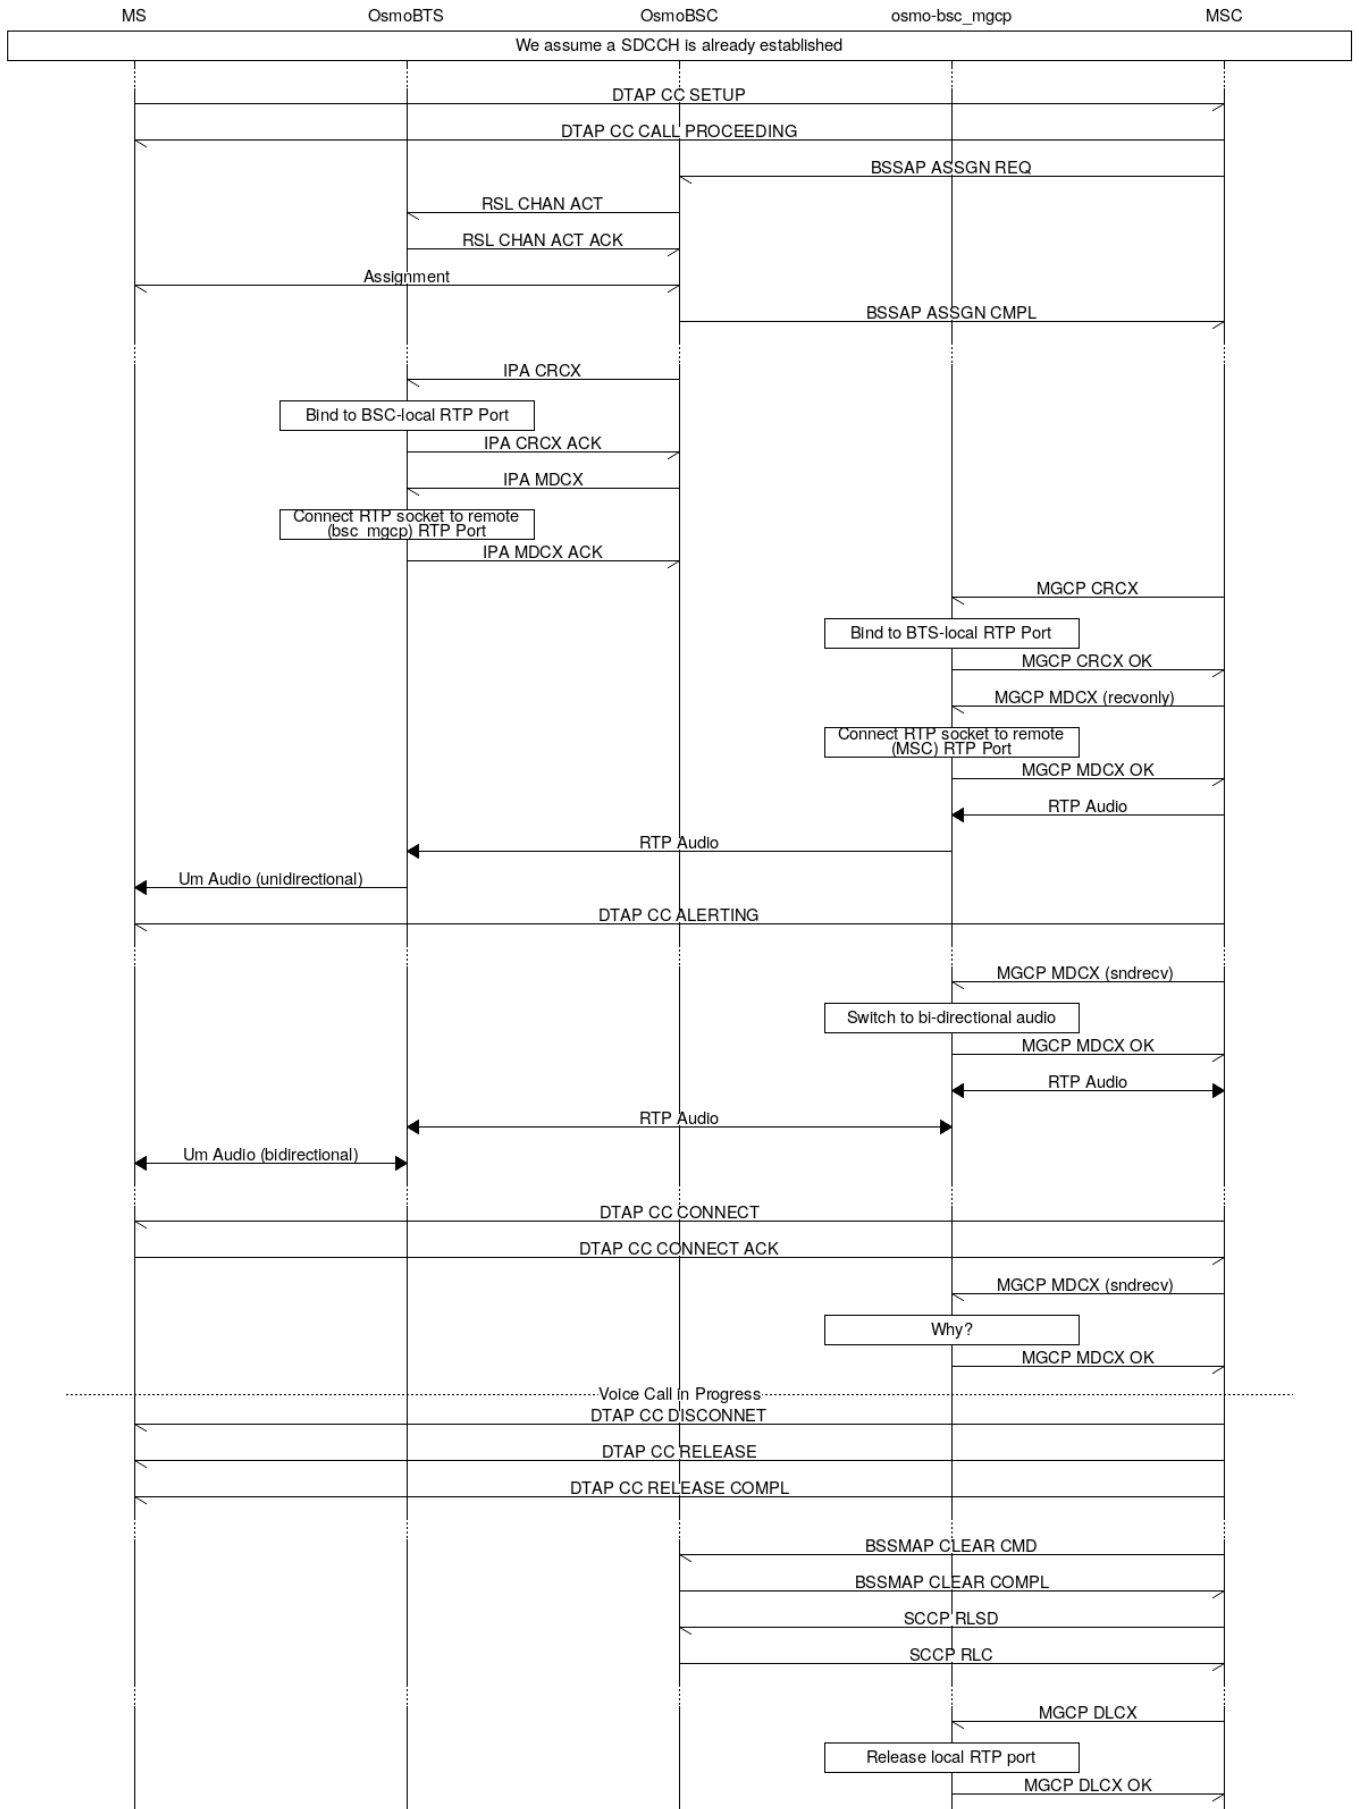 MS OsmoBTS OsmoBSC osmo-bsc_mgcp MSC
We assume a SDCCH is already established
DTAP CC SETUP
DTAP CC CALL PROCEEDING
BSSAP ASSGN REQ
RSL CHAN ACT
RSL CHAN ACT ACK
Assignment
BSSAP ASSGN CMPL
IPA CRCX
Bind to BSC-local RTP Port
IPA CRCX ACK
IPA MDCX
Connect RTP socket to remote
(bsc_mgcp) RTP Port
IPA MDCX ACK
MGCP CRCX
Bind to BTS-local RTP Port
MGCP CRCX OK
MGCP MDCX (recvonly)
Connect RTP socket to remote
(MSC) RTP Port
MGCP MDCX OK
RTP Audio
RTP Audio
Um Audio (unidirectional)
DTAP CC ALERTING
MGCP MDCX (sndrecv)
Switch to bi-directional audio
MGCP MDCX OK
RTP Audio
RTP Audio
Um Audio (bidirectional)
DTAP CC CONNECT
DTAP CC CONNECT ACK
MGCP MDCX (sndrecv)
Why?
MGCP MDCX OK
Voice Call in Progress
DTAP CC DISCONNET
DTAP CC RELEASE
DTAP CC RELEASE COMPL
BSSMAP CLEAR CMD
BSSMAP CLEAR COMPL
SCCP RLSD
SCCP RLC
MGCP DLCX
Release local RTP port
MGCP DLCX OK